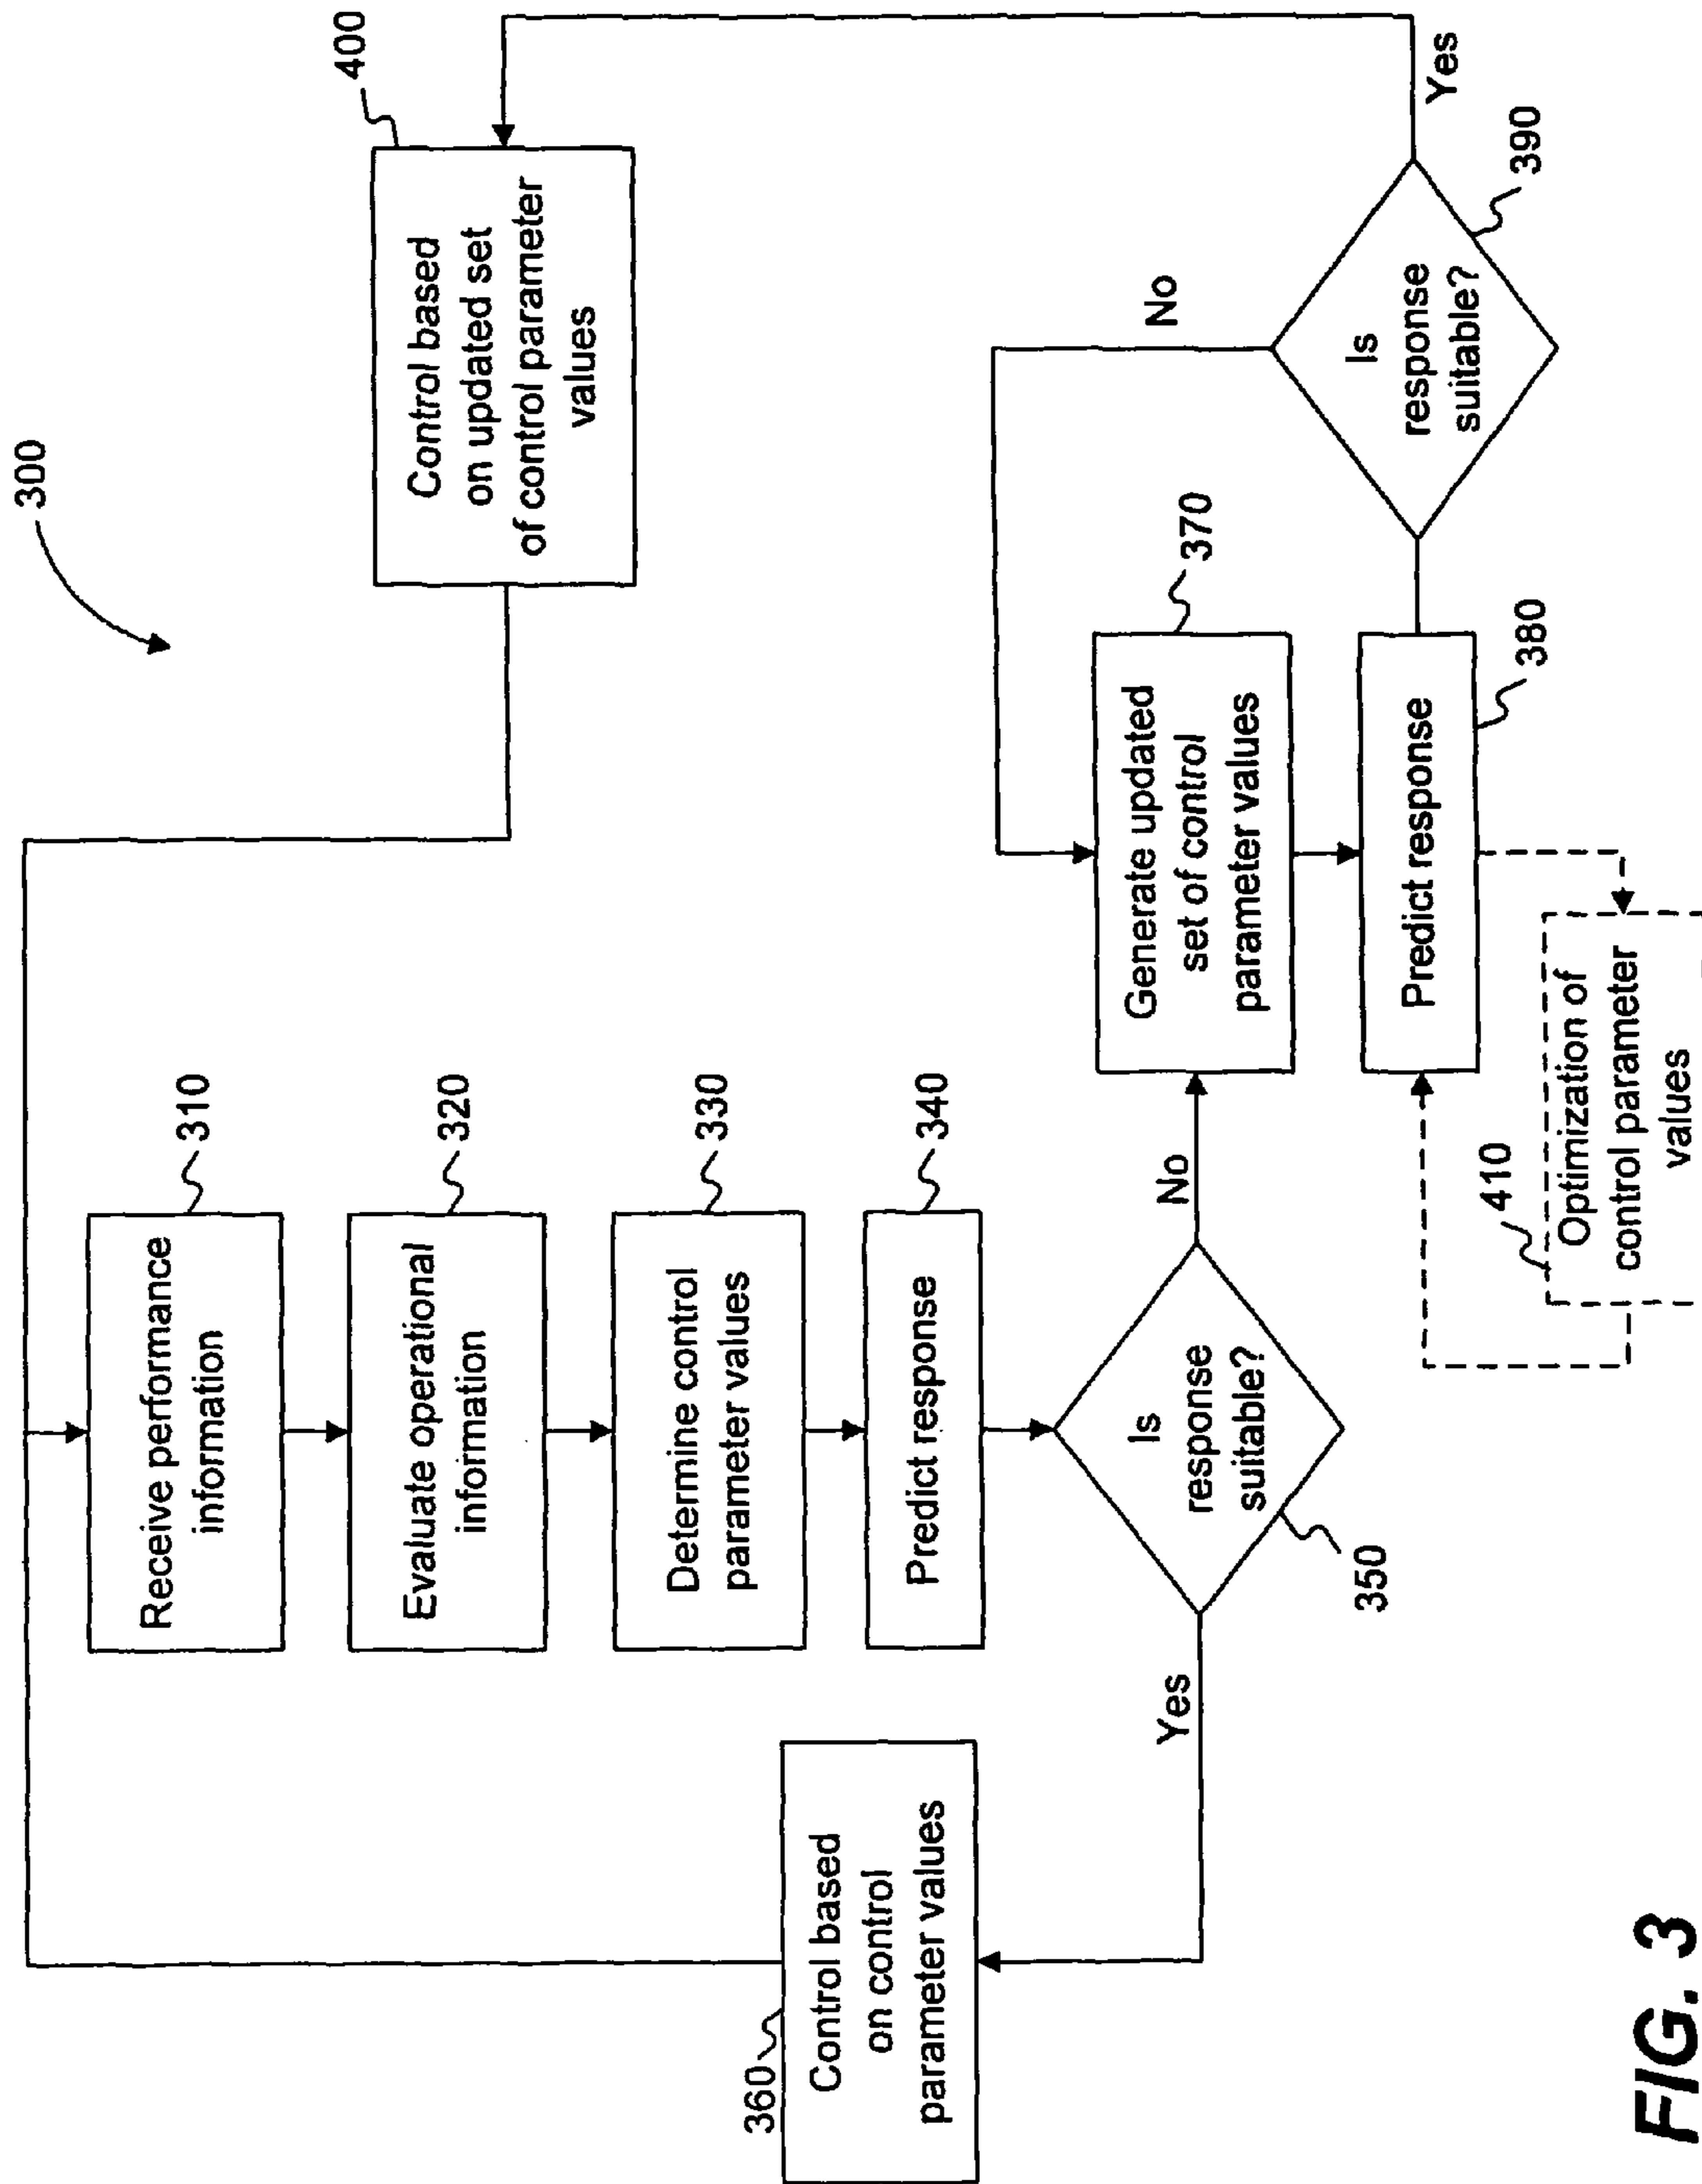 300
400
Control based
on updated set
of control parameter
values
310
Receive performance
information
320
Evaluate operational
information
330
Determine control
parameter values
340
Predict response
Is
response
suitable?
350
Yes
No
360
Control based
on control
parameter values
370
Generate updated
set of control
parameter values
380
Predict response
Is
response
suitable?
390
No
Yes
410
Optimization of
control parameter
values
FIG. 3